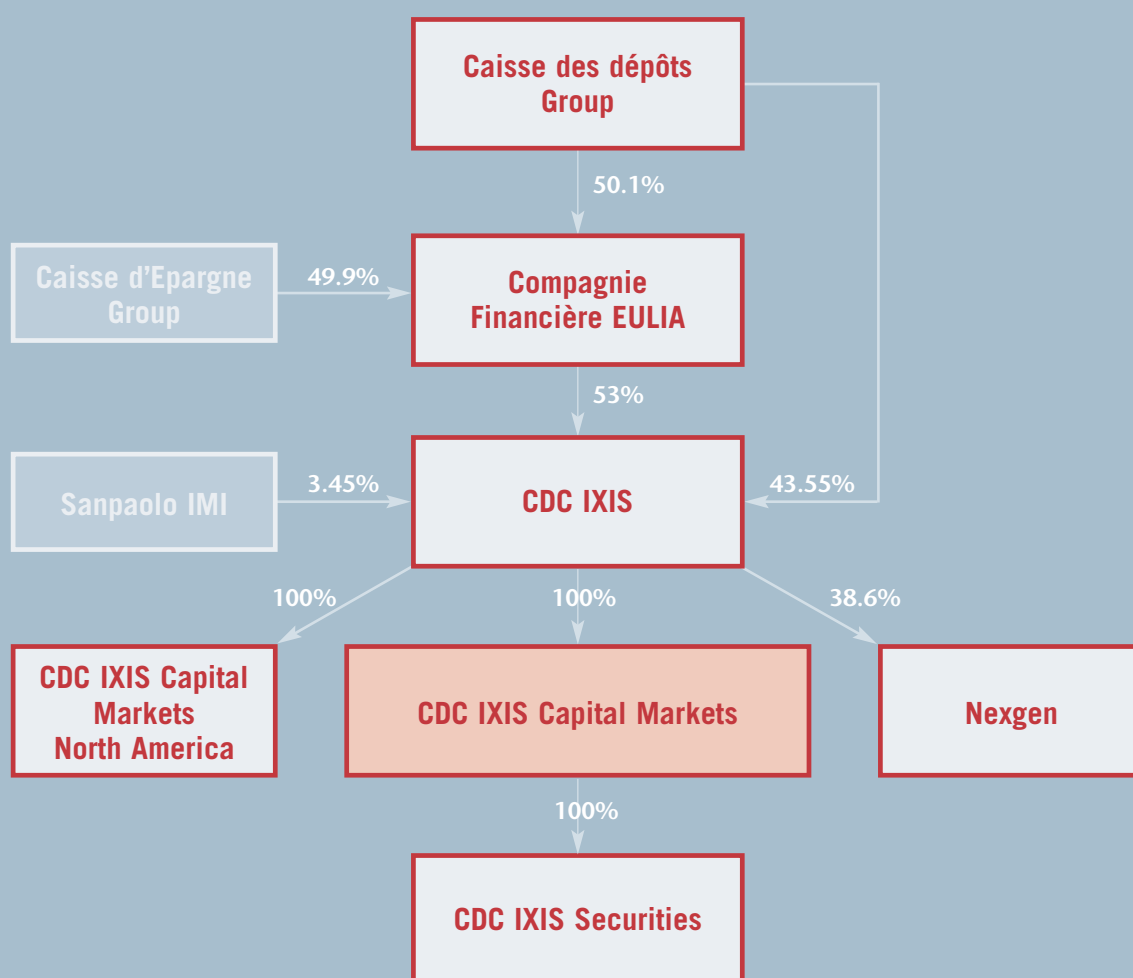 Caisse des dépôts
Group
50.1%
Caisse d'Epargne
Group
49.9%
Compagnie
Financière EULIA
53%
Sanpaolo IMI
3.45%
CDC IXIS
43.55%
100%
100%
38.6%
CDC IXIS Capital
Markets
North America
CDC IXIS Capital Markets
Nexgen
100%
CDC IXIS Securities